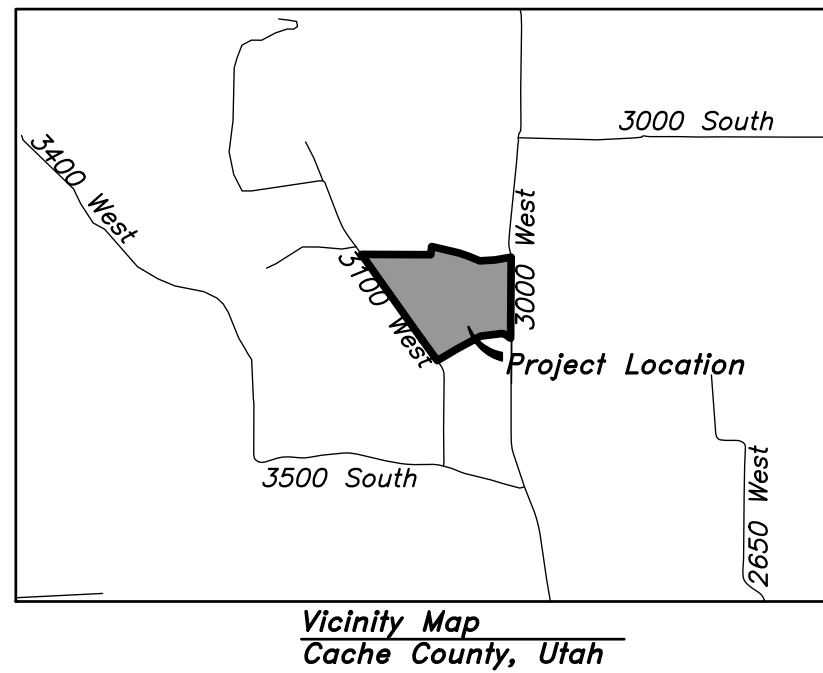 3000 South
3400 West
3000 West
3100 West
Project Location
3500 South
2650 West
Vicinity Map
Cache County, Utah